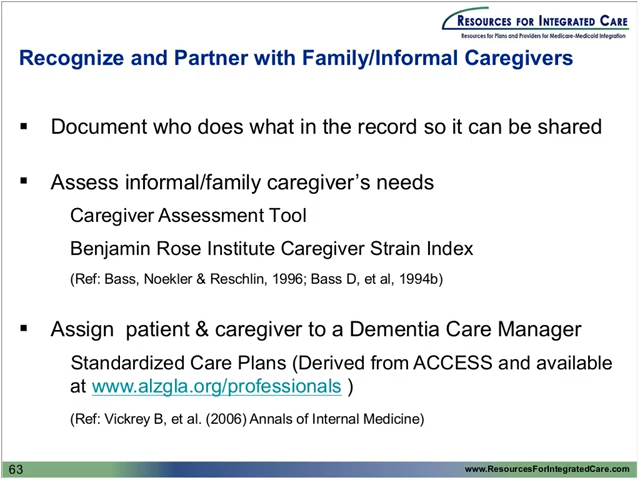 RESOURCES FOR INTEGRATED CARE
Resources for Plans and Providers for Medicare-Medicaid Integration
Recognize and Partner with Family/Informal Caregivers
▪ Document who does what in the record so it can be shared
▪ Assess informal/family caregiver's needs
Caregiver Assessment Tool
Benjamin Rose Institute Caregiver Strain Index
(Ref: Bass, Noekler & Reschlin, 1996; Bass D, et al, 1994b)
▪ Assign patient & caregiver to a Dementia Care Manager
Standardized Care Plans (Derived from ACCESS and available
at www.alzgla.org/professionals )
(Ref: Vickrey B, et al. (2006) Annals of Internal Medicine)
63
www.ResourcesForIntegratedCare.com